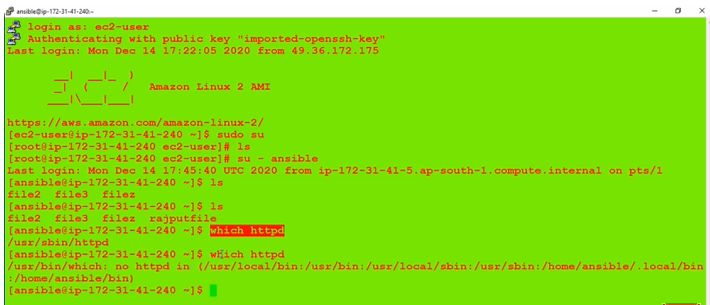 ansible@ip-172-31-41-240:~
login as: ec2-user
Authenticating with public key "imported-openssh-key"
Last login: Mon Dec 14 17:22:05 2020 from 49.36.172.175
__|  __|_  )
_|  (     /   Amazon Linux 2 AMI
___|\___|___|
https://aws.amazon.com/amazon-linux-2/
[ec2-user@ip-172-31-41-240 ~]$ sudo su
[root@ip-172-31-41-240 ec2-user]# ls
[root@ip-172-31-41-240 ec2-user]# su - ansible
Last login: Mon Dec 14 17:45:40 UTC 2020 from ip-172-31-41-5.ap-south-1.compute.internal on pts/1
[ansible@ip-172-31-41-240 ~]$ ls
file2  file3  filez
[ansible@ip-172-31-41-240 ~]$ ls
file2  file3  filez  rajputfile
[ansible@ip-172-31-41-240 ~]$ which httpd
/usr/sbin/httpd
[ansible@ip-172-31-41-240 ~]$ which httpd
/usr/bin/which: no httpd in (/usr/local/bin:/usr/bin:/usr/local/sbin:/usr/sbin:/home/ansible/.local/bin
:/home/ansible/bin)
[ansible@ip-172-31-41-240 ~]$